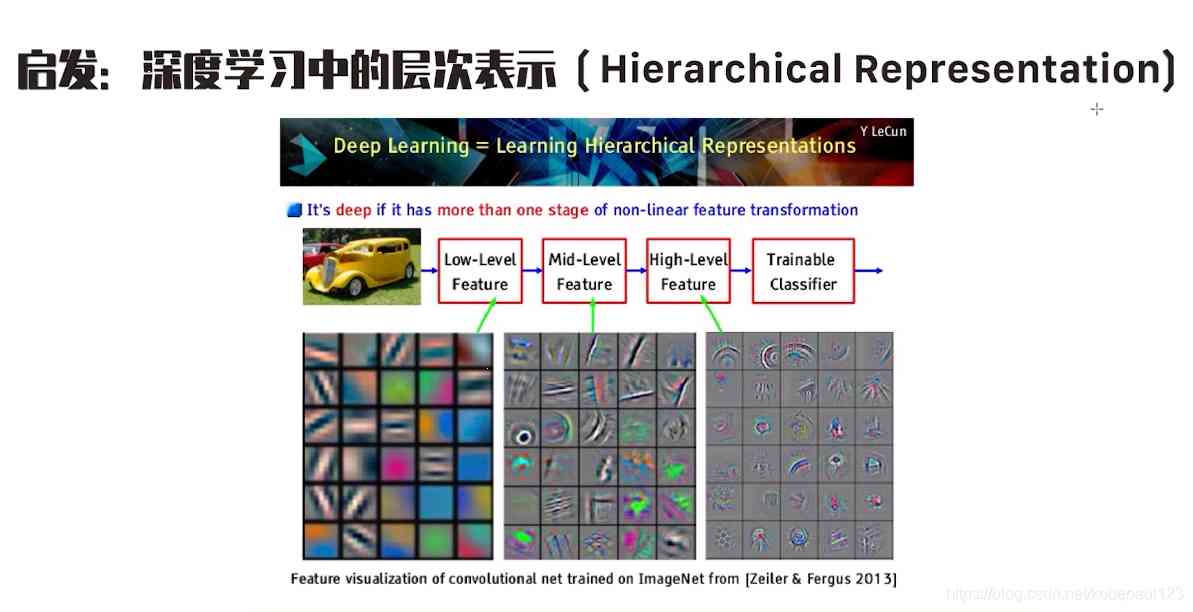 启发：深度学习中的层次表示（Hierarchical Representation）
Y LeCun
Deep Learning = Learning Hierarchical Representations
It's deep if it has more than one stage of non-linear feature transformation
Low-Level
Feature
Mid-Level
Feature
High-Level
Feature
Trainable
Classifier
Feature visualization of convolutional net trained on ImageNet from [Zeiler & Fergus 2013]
https://blog.csdn.net/kobepaul123